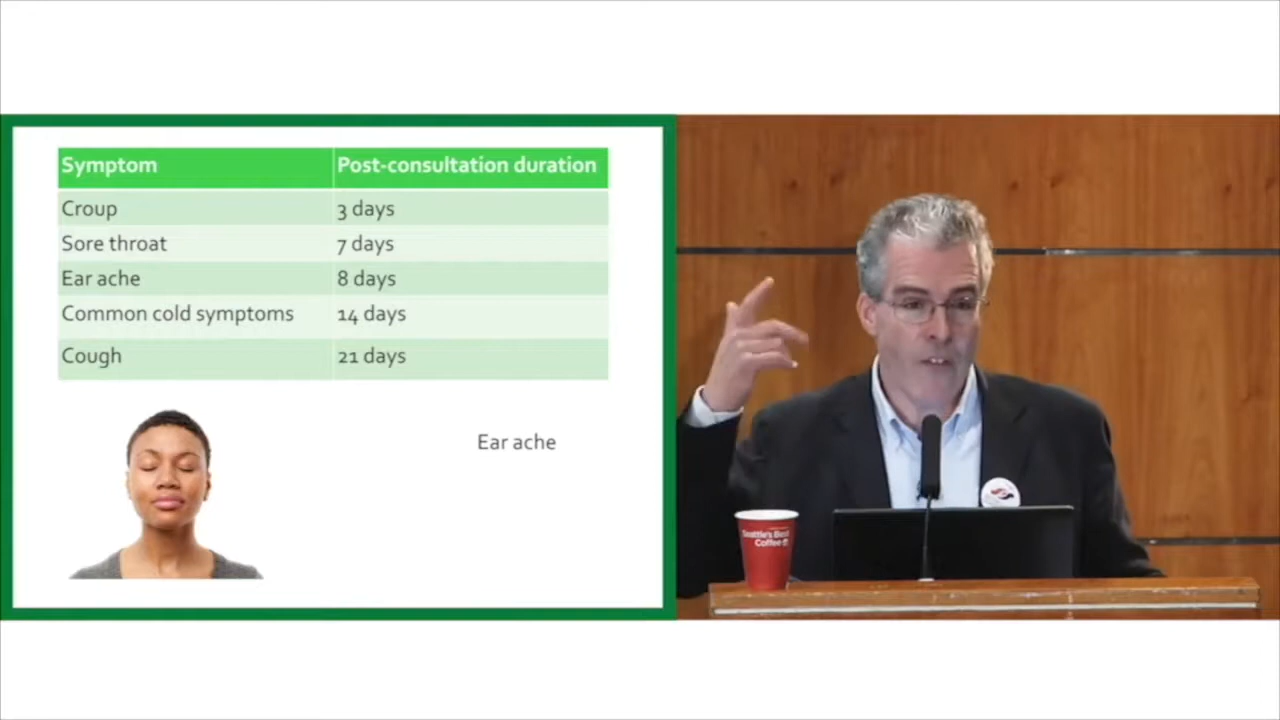 Symptom Post-consultation duration
Croup 3 days
Sore throat 7 days
Ear ache 8 days
Common cold symptoms 14 days
Cough 21 days
Ear ache
Seattle's Best
Coffee